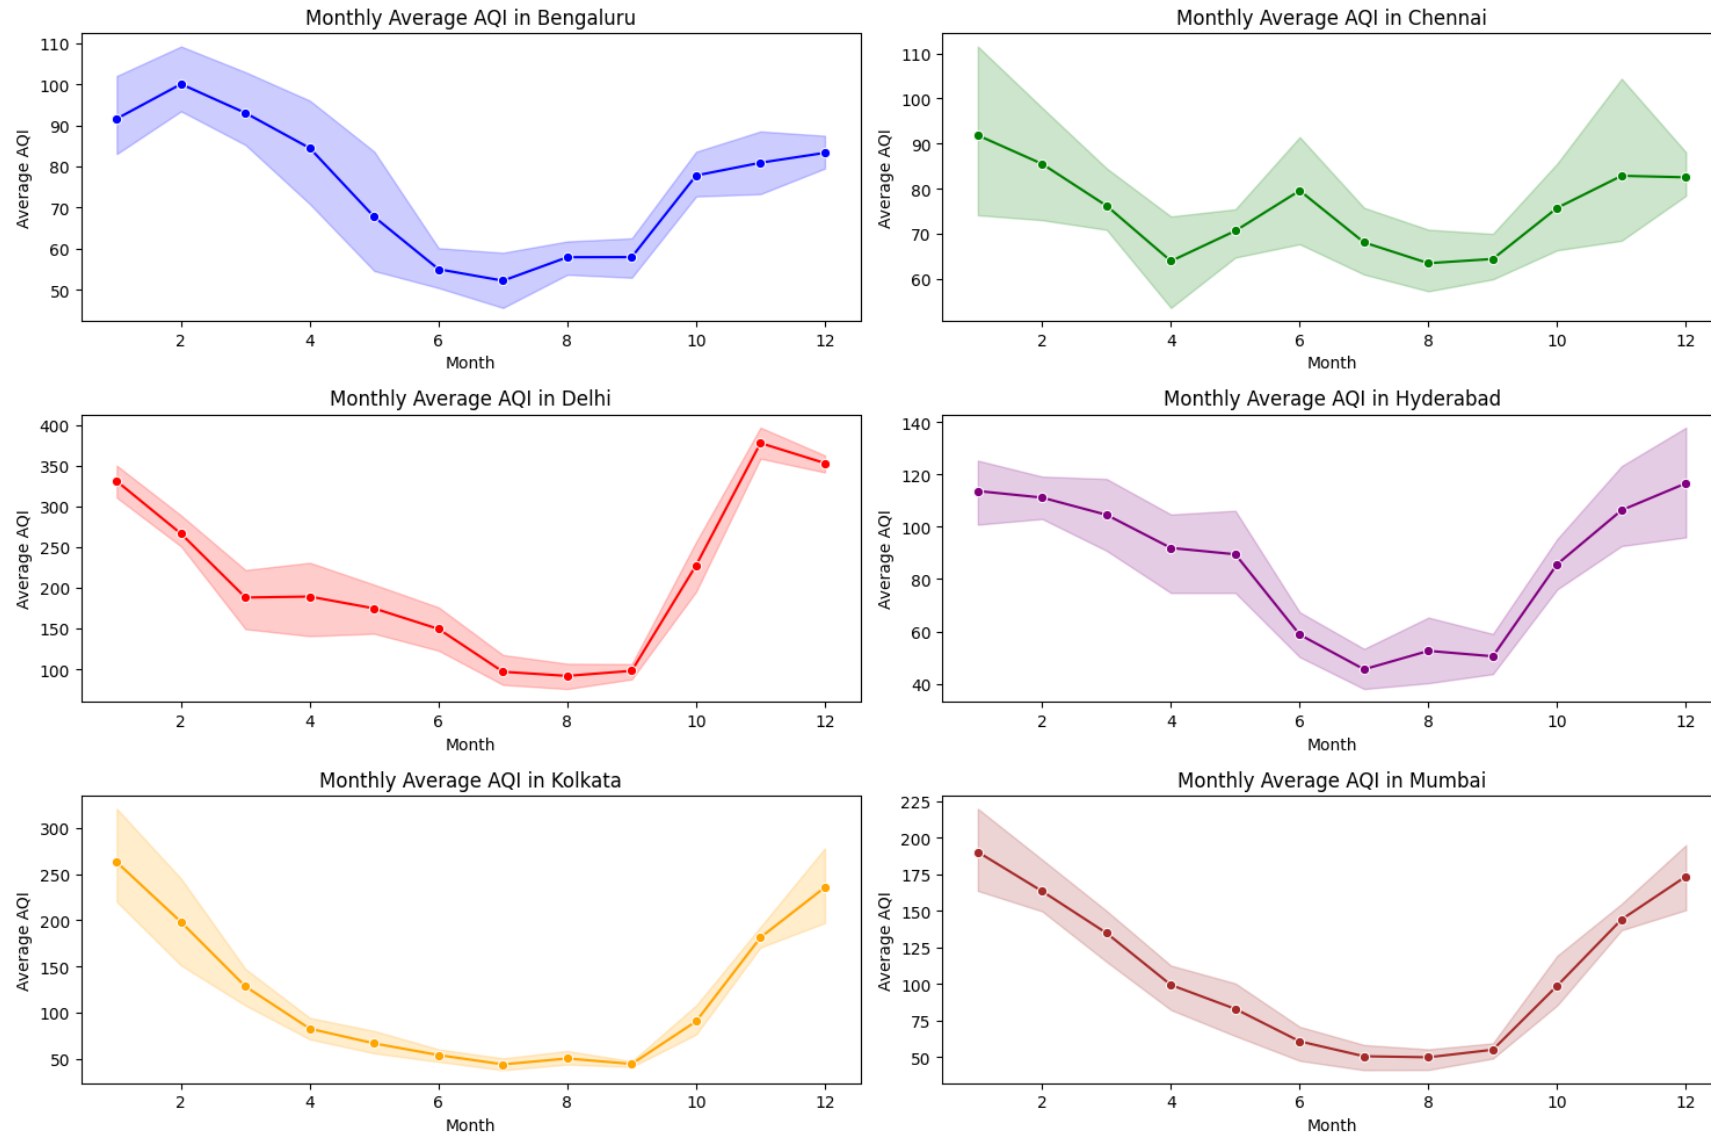 Monthly Average AQI in Bengaluru
Average AQI
110
100
90
80
70
60
50
2 4 6 8 10 12
Month
Monthly Average AQI in Chennai
Average AQI
110
100
90
80
70
60
2 4 6 8 10 12
Month
Monthly Average AQI in Delhi
Average AQI
400
350
300
250
200
150
100
2 4 6 8 10 12
Month
Monthly Average AQI in Hyderabad
Average AQI
140
120
100
80
60
40
2 4 6 8 10 12
Month
Monthly Average AQI in Kolkata
Average AQI
300
250
200
150
100
50
2 4 6 8 10 12
Month
Monthly Average AQI in Mumbai
Average AQI
225
200
175
150
125
100
75
50
2 4 6 8 10 12
Month